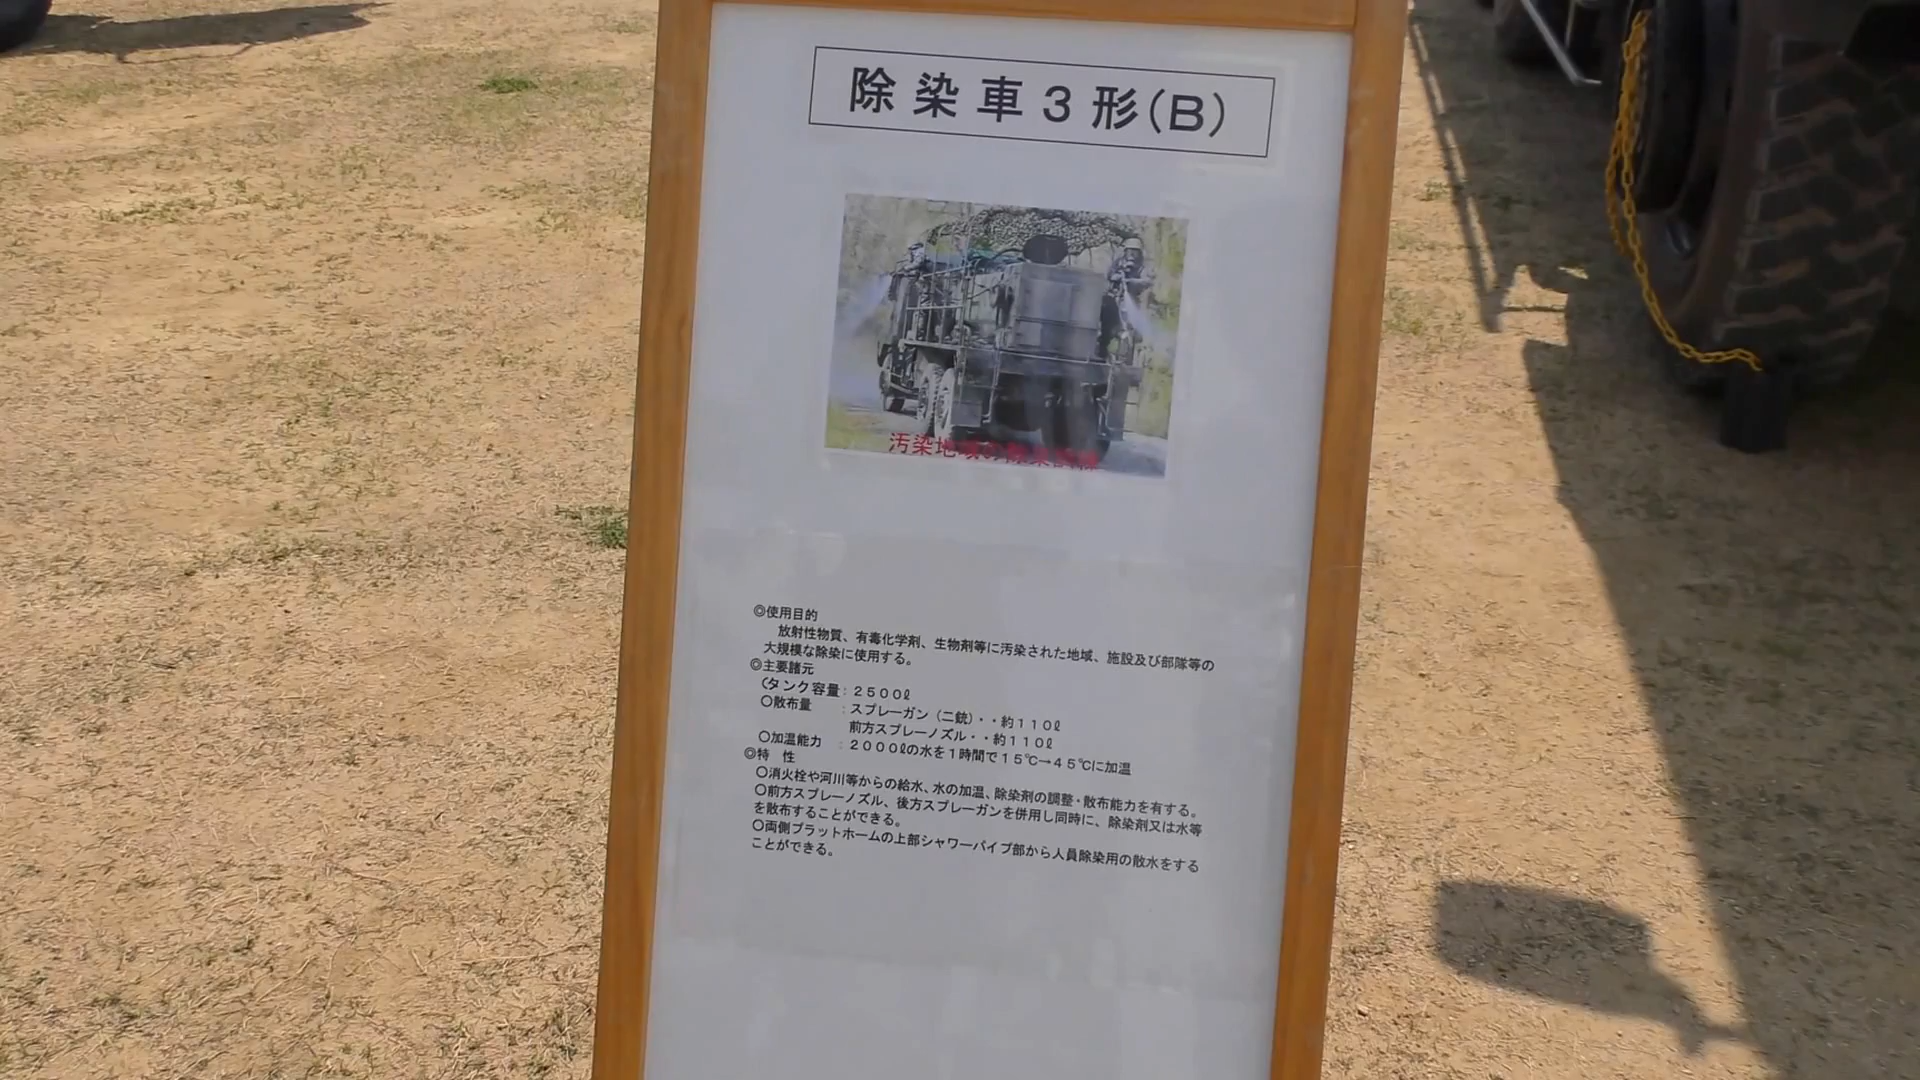 除染車3形(B)
汚染地域の除染訓練
◎使用目的
放射性物質、有毒化学剤、生物剤等に汚染された地域、施設及び部隊等の
大規模な除染に使用する。
◎主要諸元
(タンク容量:2500ℓ
〇散布量 :スプレーガン(二銃)・・約110ℓ
前方スプレーノズル・・約110ℓ
〇加温能力 :2000ℓの水を1時間で15℃→45℃に加温
◎特 性
〇消火栓や河川等からの給水、水の加温、除染剤の調整・散布能力を有する。
〇前方スプレーノズル、後方スプレーガンを併用し同時に、除染剤又は水等
を散布することができる。
〇両側プラットホームの上部シャワーパイプ部から人員除染用の散水をする
ことができる。